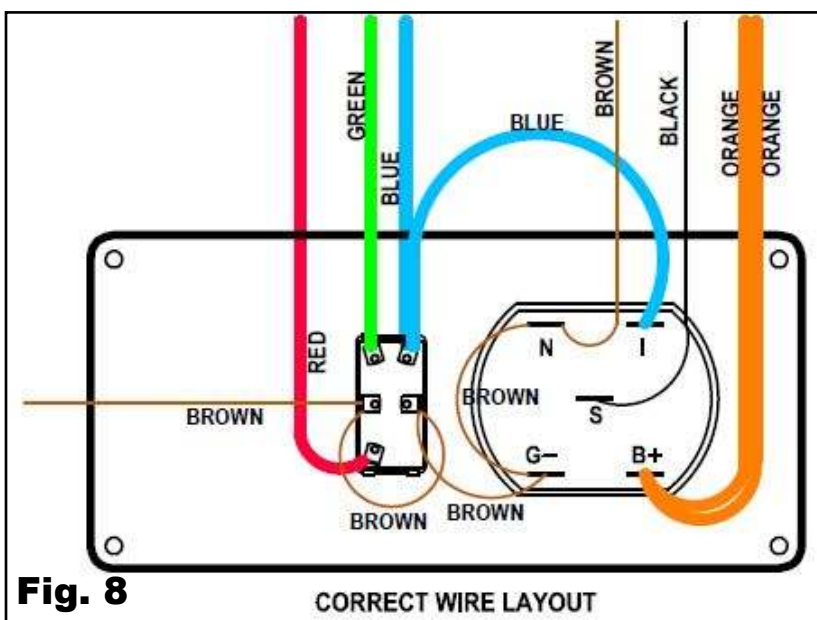 GREEN
BLUE
BLUE
BROWN
BLACK
ORANGE
ORANGE
RED
N
I
BROWN
BROWN
S
G–
B+
BROWN
BROWN
Fig. 8
CORRECT WIRE LAYOUT